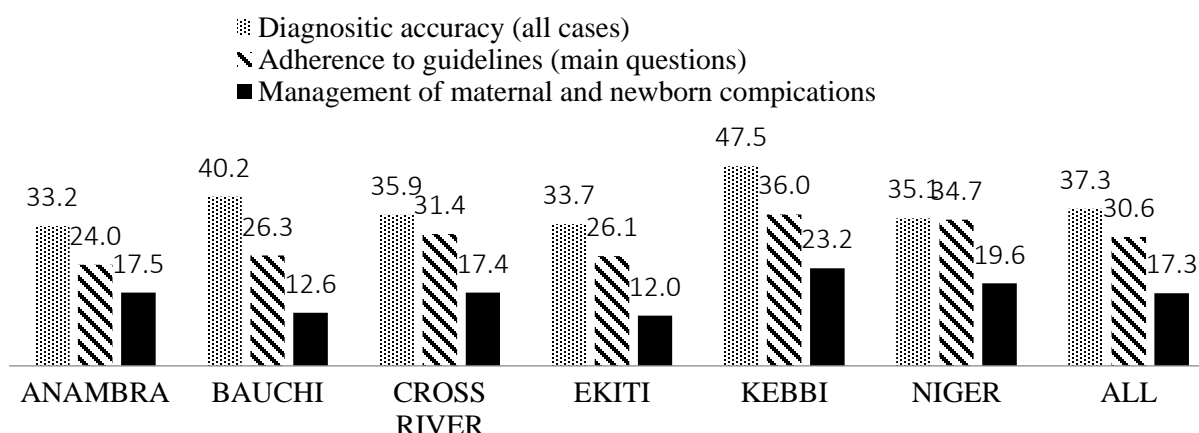 Diagnositic accuracy (all cases)
Adherence to guidelines (main questions)
Management of maternal and newborn compications
33.2
24.0
17.5
40.2
26.3
12.6
35.9
31.4
17.4
33.7
26.1
12.0
47.5
36.0
23.2
35.1
34.7
19.6
37.3
30.6
17.3
ANAMBRA
BAUCHI
CROSS
RIVER
EKITI
KEBBI
NIGER
ALL